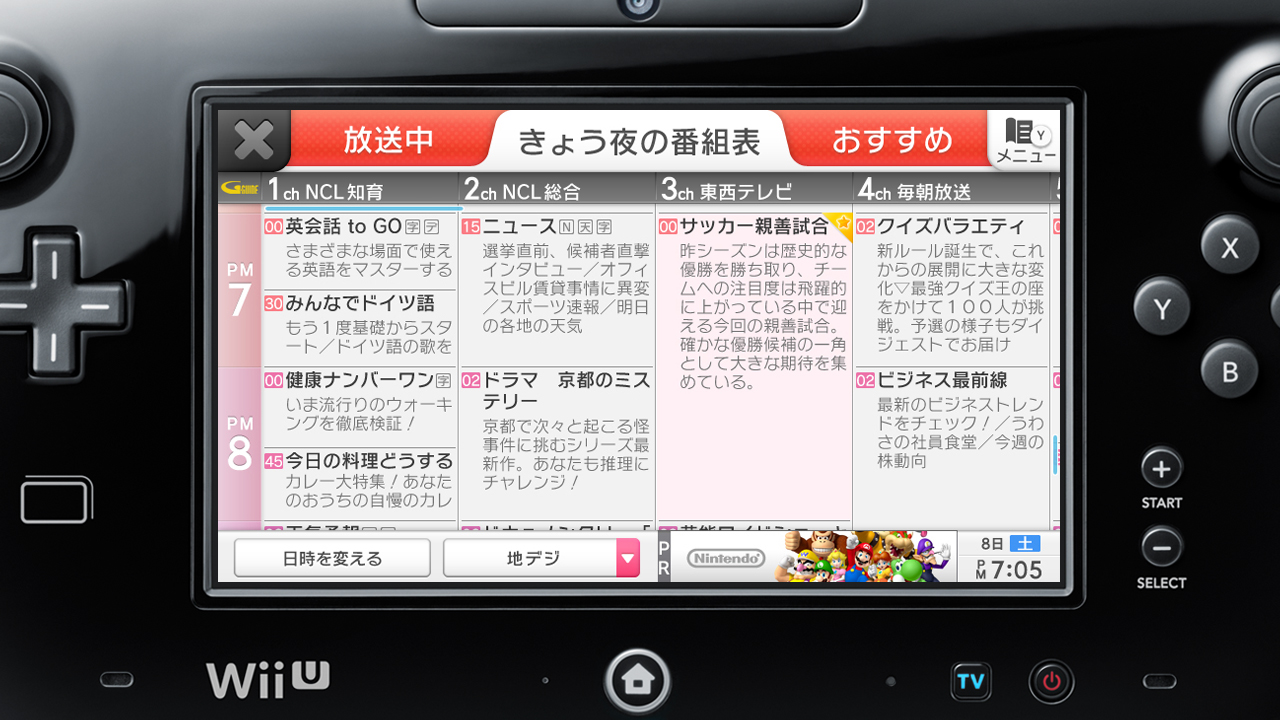 放送中
きょう夜の番組表
おすすめ
Y
メニュー
G GUIDE
1ch NCL知育
2ch NCL総合
3ch 東西テレビ
4ch 毎朝放送
PM
7
00 英会話 to GO 字 テ
さまざまな場面で使え
る英語をマスターする
30 みんなでドイツ語
もう1度基礎からスタ
ート／ドイツ語の歌を
PM
8
00 健康ナンバーワン 字
いま流行りのウォーキ
ングを徹底検証！
45 今日の料理どうする
カレー大特集！あなた
のおうちの自慢のカレ
15 ニュース N 天 字
選挙直前、候補者直撃
インタビュー／オフィ
スビル賃貸事情に異変
／スポーツ速報／明日
の各地の天気
02 ドラマ　京都のミス
テリー
京都で次々と起こる怪
事件に挑むシリーズ最
新作。あなたも推理に
チャレンジ！
00 サッカー親善試合
昨シーズンは歴史的な
優勝を勝ち取り、チー
ムへの注目度は飛躍的
に上がっている中で迎
える今回の親善試合。
確かな優勝候補の一角
として大きな期待を集
めている。
02 クイズバラエティ
新ルール誕生で、これ
からの展開に大きな変
化▽最強クイズ王の座
をかけて１００人が挑
戦。予選の様子もダイ
ジェストでお届け
02 ビジネス最前線
最新のビジネストレン
ドをチェック！／うわ
さの社員食堂／今週の
株動向
日時を変える
地デジ
PR
Nintendo
8日 土
PM 7:05
X
Y
B
START
SELECT
Wii U
TV